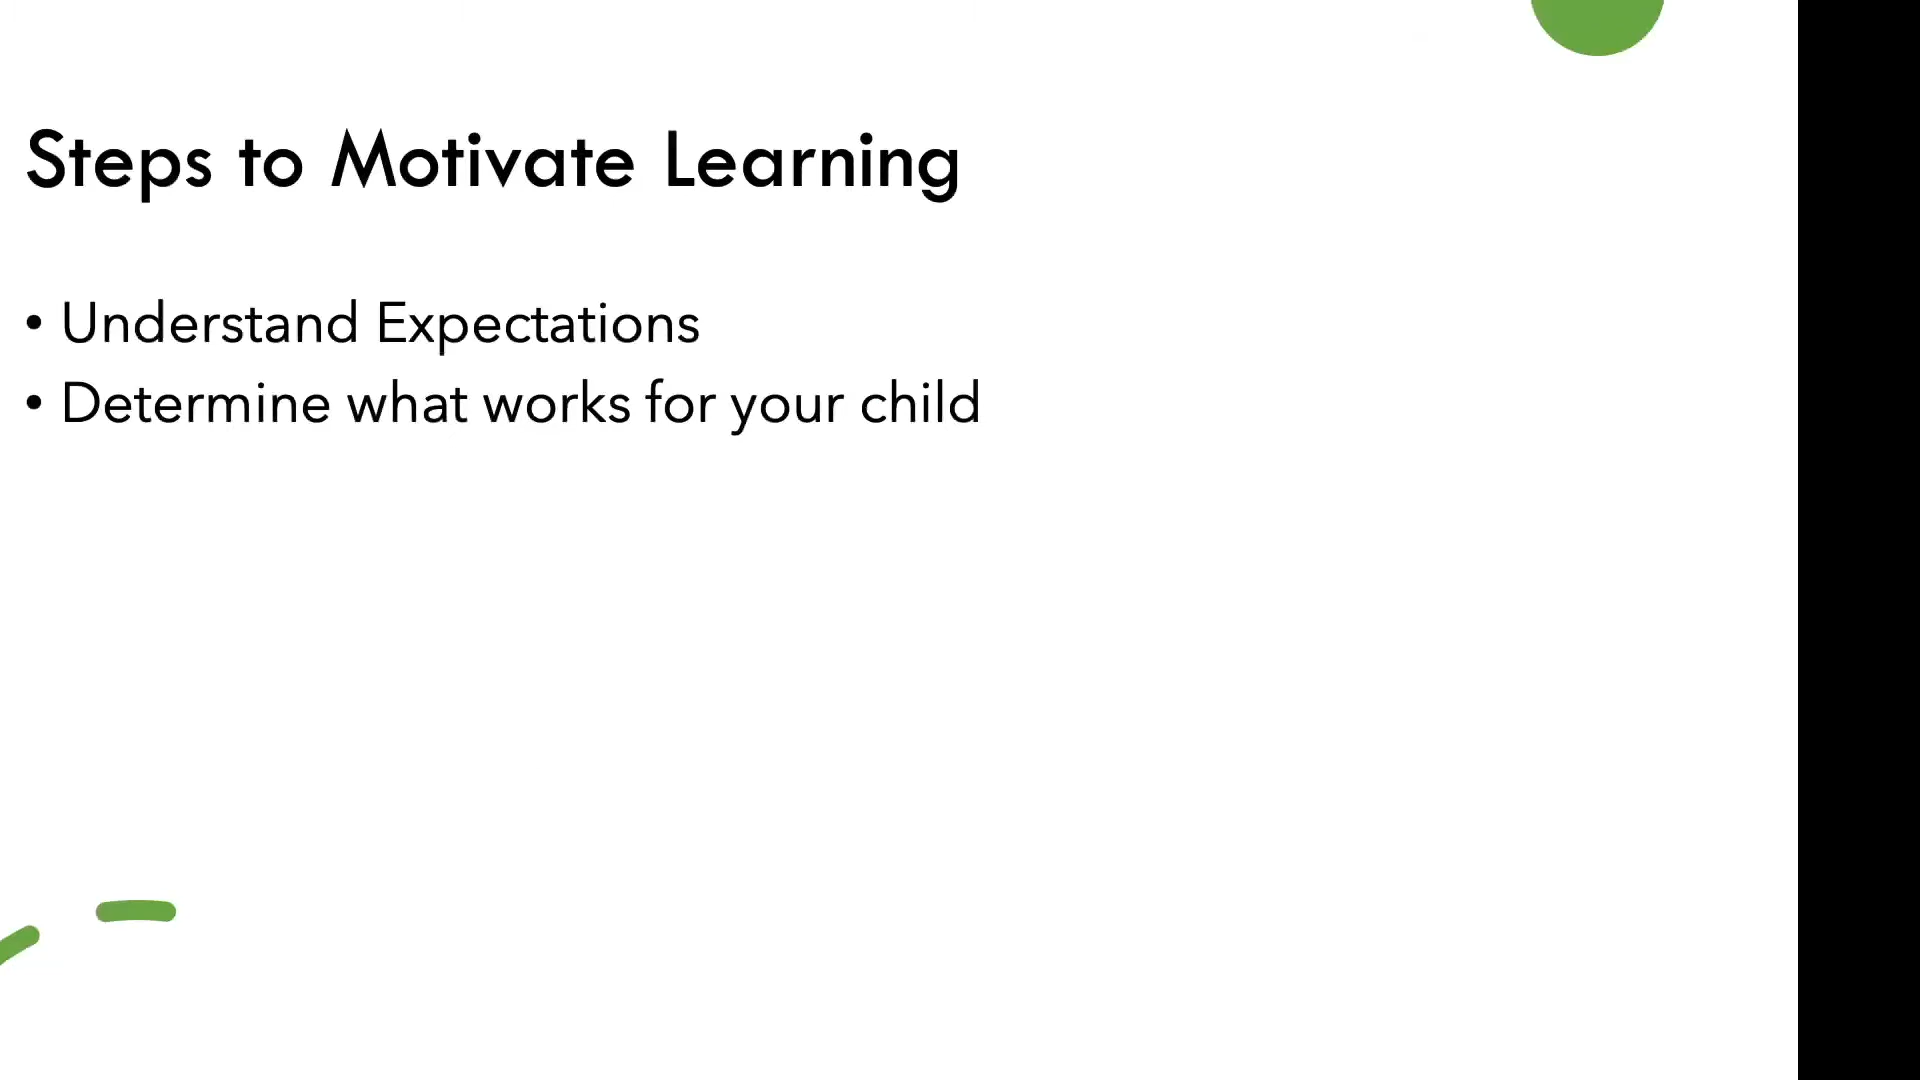 Steps to Motivate Learning
• Understand Expectations
• Determine what works for your child